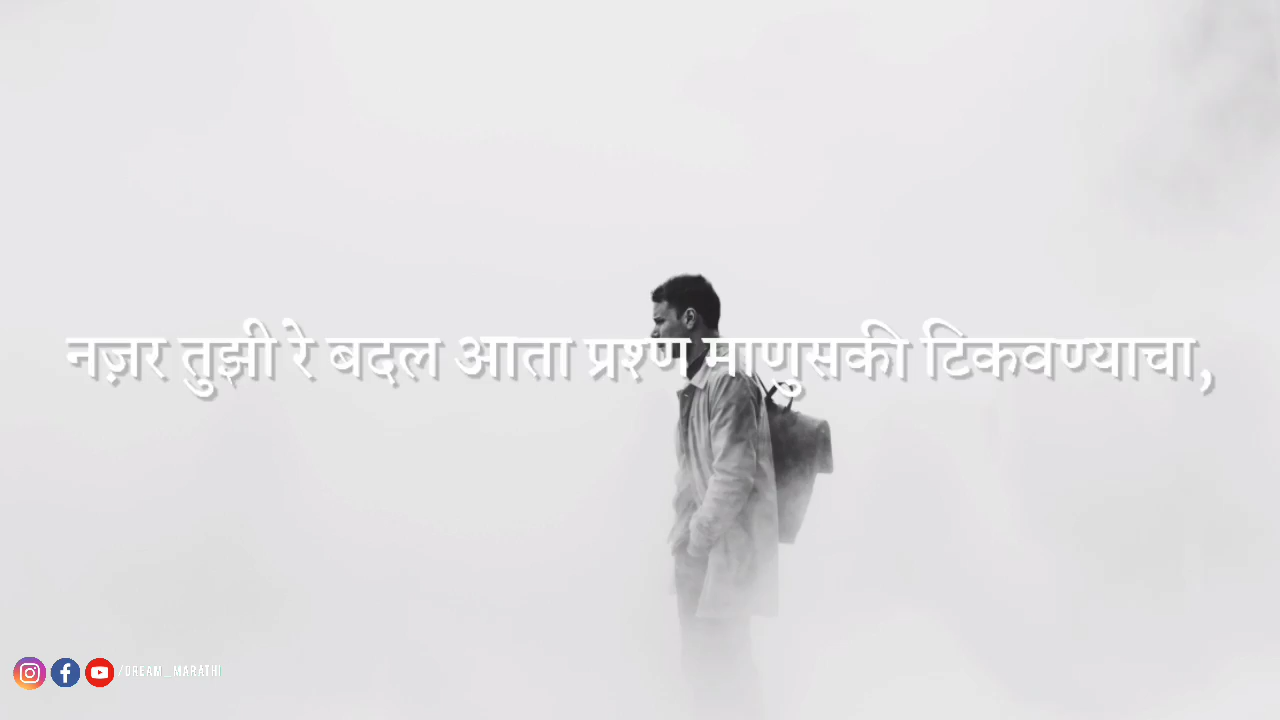 नज़र तुझी रे बदल आता प्रश्ण माणुसकी टिकवण्याचा,
/DREAM_MARATHI